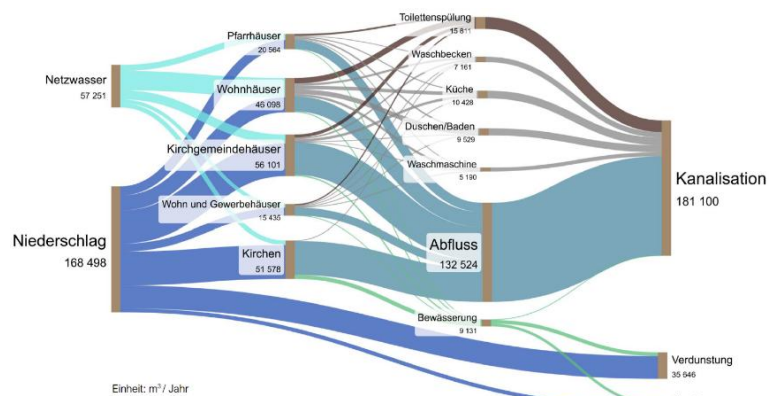 Netzwasser
57 251
Niederschlag
168 498
Pfarrhäuser
20 564
Wohnhäuser
46 098
Kirchgemeindehäuser
56 101
Wohn und Gewerbehäuser
15 435
Kirchen
51 578
Toilettenspülung
15 811
Waschbecken
7 161
Küche
10 428
Duschen/Baden
9 529
Waschmaschine
5 190
Abfluss
132 524
Bewässerung
9 131
Kanalisation
181 100
Verdunstung
35 646
Einheit: m³ / Jahr